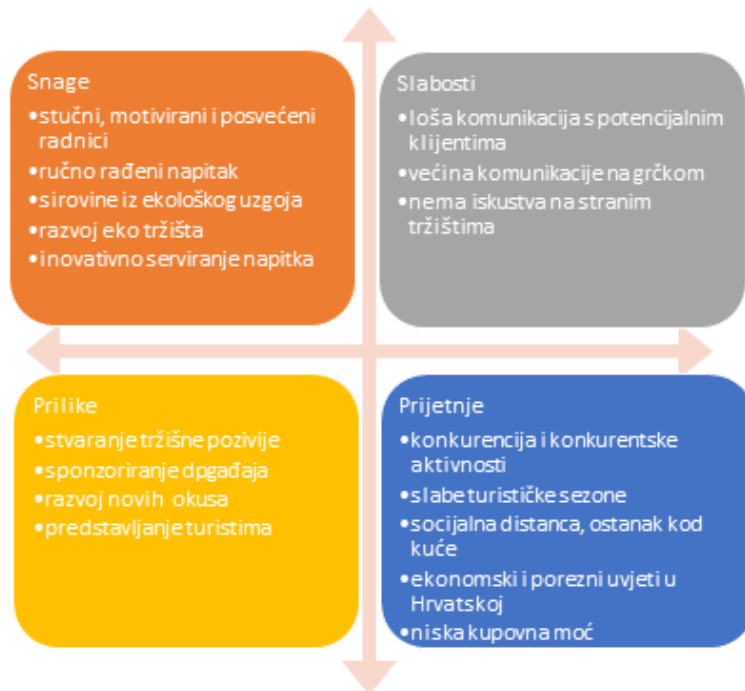 Snage
•stučni, motivirani i posvećeni
radnici
•ručno rađeni napitak
•sirovine iz ekološkog uzgoja
•razvoj eko tržišta
•inovativno serviranje napitka
Slabosti
•loša komunikacija s potencijalnim
klijentima
•većina komunikacije na grčkom
•nema iskustva na stranim
tržištima
Prilike
•stvaranje tržišne pozivije
•sponzoriranje dpgađaja
•razvoj novih okusa
•predstavljanje turistima
Prijetnje
•konkurencija i konkurentske
aktivnosti
•slabe turističke sezone
•socijalna distanca, ostanak kod
kuće
•ekonomski i porezni uvjeti u
Hrvatskoj
•niska kupovna moć